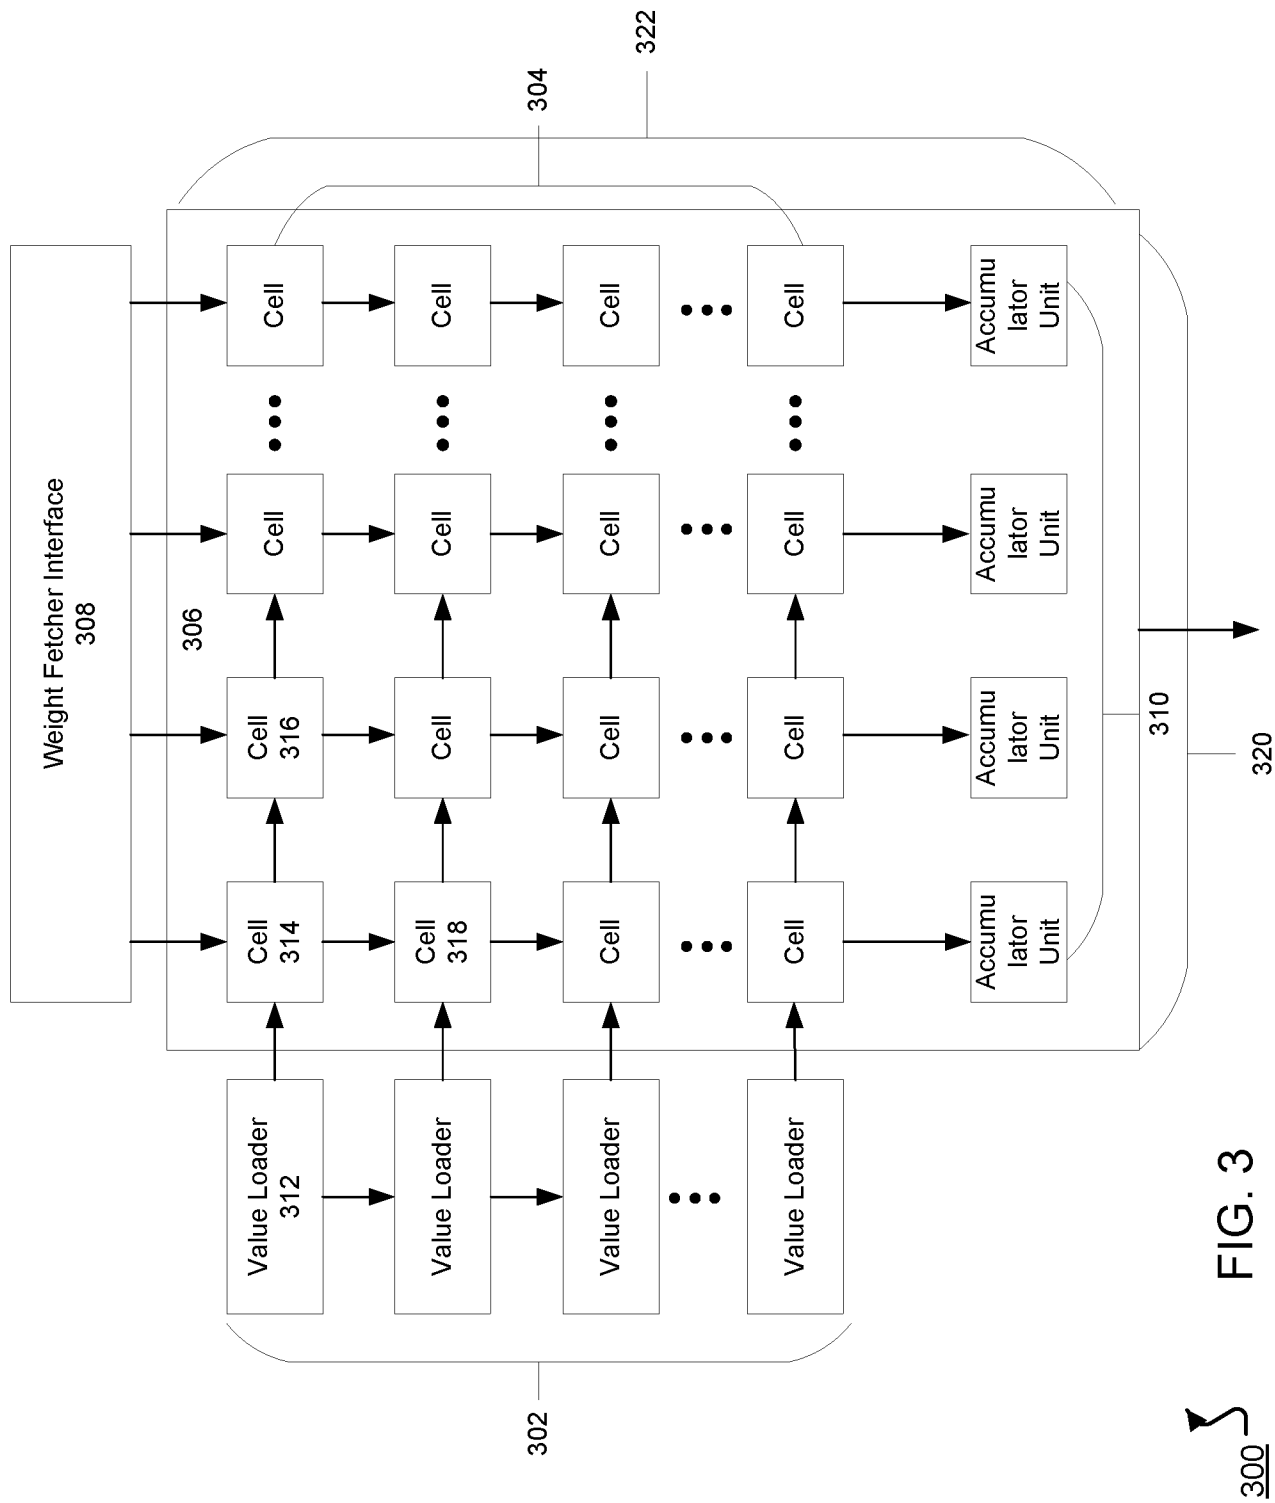 322
304
Weight Fetcher Interface
308
306
Cell
314
Cell
316
Cell
Cell
Cell
318
Cell
Cell
Cell
Cell
Cell
Cell
Cell
Cell
Cell
Cell
Cell
Value Loader
312
Value Loader
Value Loader
Value Loader
Accumu
lator
Unit
Accumu
lator
Unit
Accumu
lator
Unit
Accumu
lator
Unit
302
310
320
FIG. 3
300